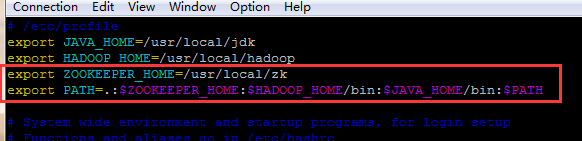 Connection Edit View Window Option Help
# /etc/profile
export JAVA_HOME=/usr/local/jdk
export HADOOP_HOME=/usr/local/hadoop
export ZOOKEEPER_HOME=/usr/local/zk
export PATH=.:$ZOOKEEPER_HOME:$HADOOP_HOME/bin:$JAVA_HOME/bin:$PATH
# System wide environment and startup programs, for login setup
# Functions and aliases go in /etc/bashrc